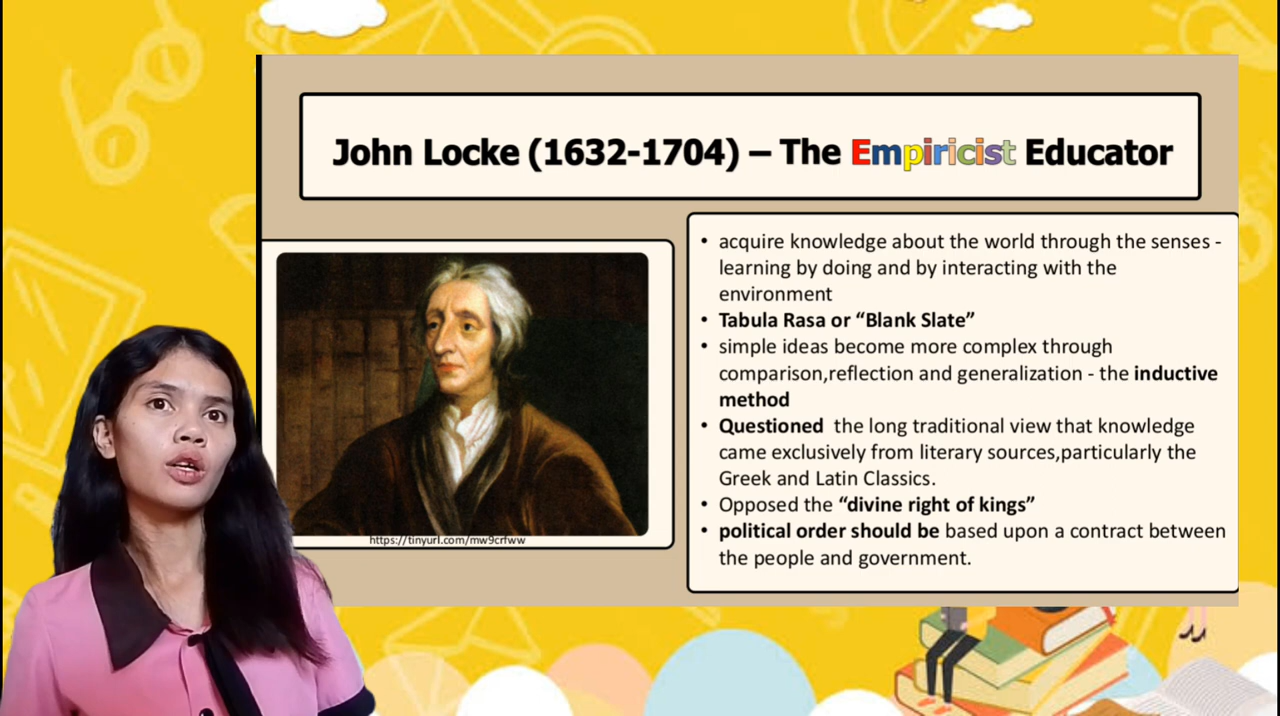 John Locke (1632-1704) – The Empiricist Educator
• acquire knowledge about the world through the senses -
learning by doing and by interacting with the
environment
• Tabula Rasa or “Blank Slate”
• simple ideas become more complex through
comparison,reflection and generalization - the inductive
method
• Questioned the long traditional view that knowledge
came exclusively from literary sources,particularly the
Greek and Latin Classics.
• Opposed the “divine right of kings”
• political order should be based upon a contract between
the people and government.
https://tinyurl.com/mw9crfww